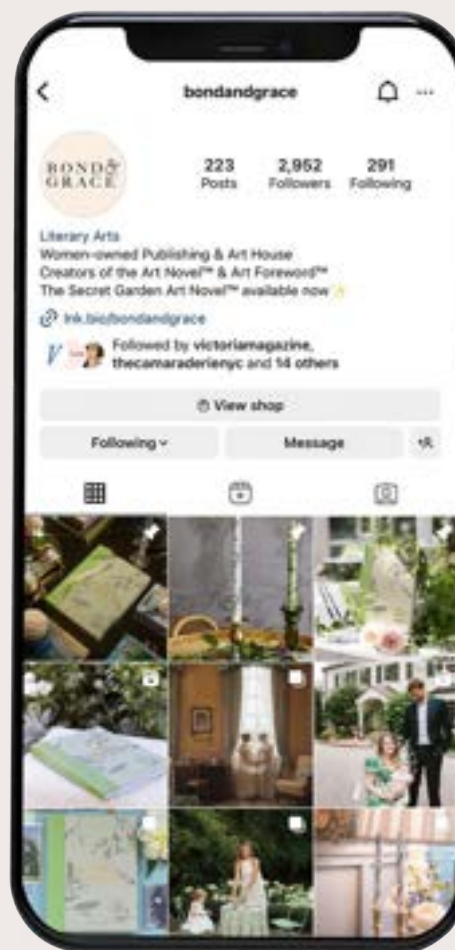 bondandgrace
BOND&
GRACE
223 2,952 291
Posts Followers Following
Literary Arts
Women-owned Publishing & Art House
Creators of the Art Novel™ & Art Foreword™
The Secret Garden Art Novel™ available now
lnk.bio/bondandgrace
Followed by victoriamagazine,
thecamaraderienyc and 14 others
View shop
Following Message